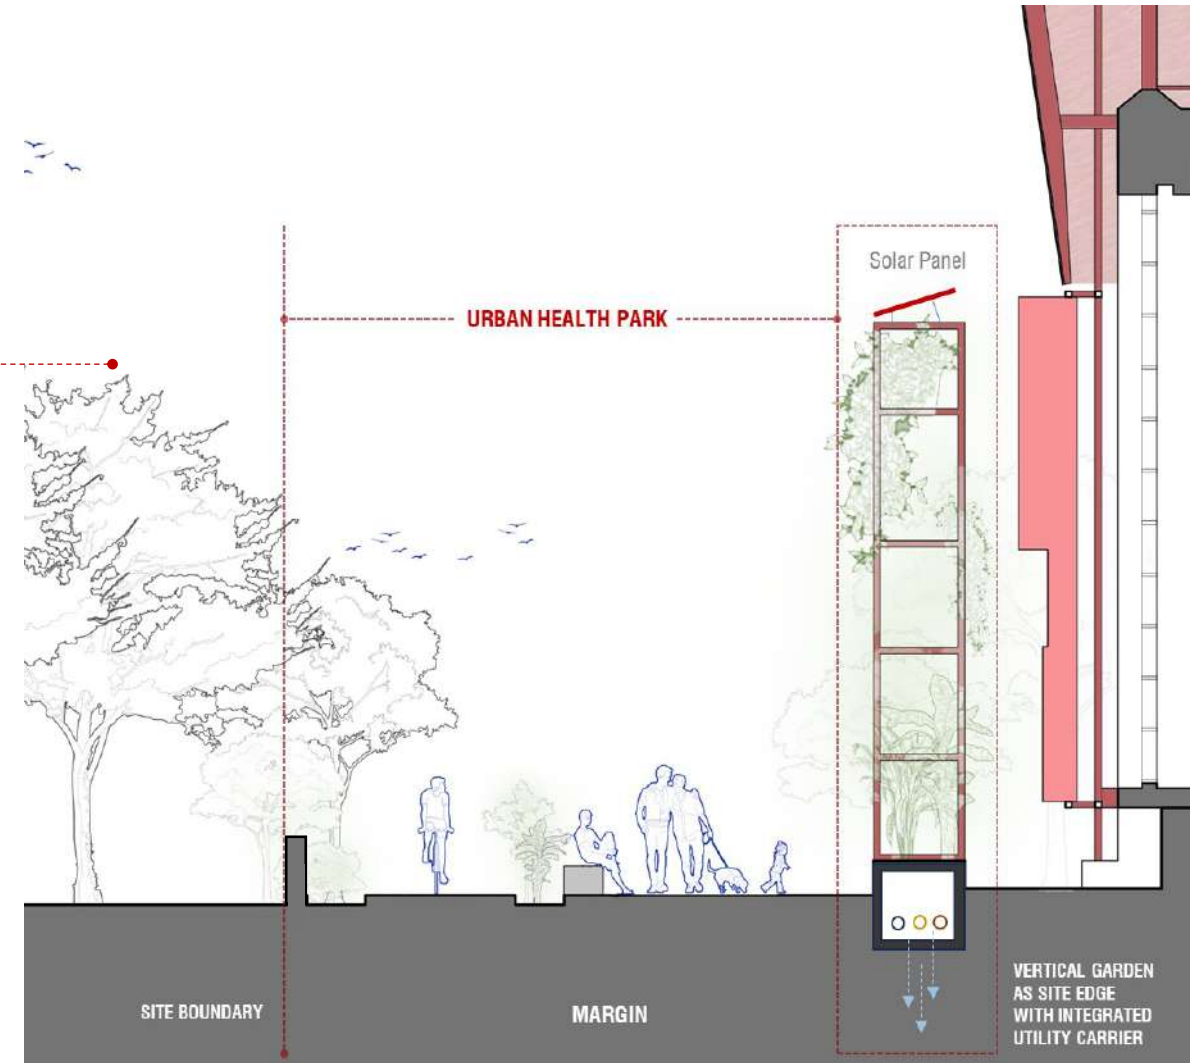 Solar Panel
URBAN HEALTH PARK
SITE BOUNDARY
MARGIN
VERTICAL GARDEN
AS SITE EDGE
WITH INTEGRATED
UTILITY CARRIER